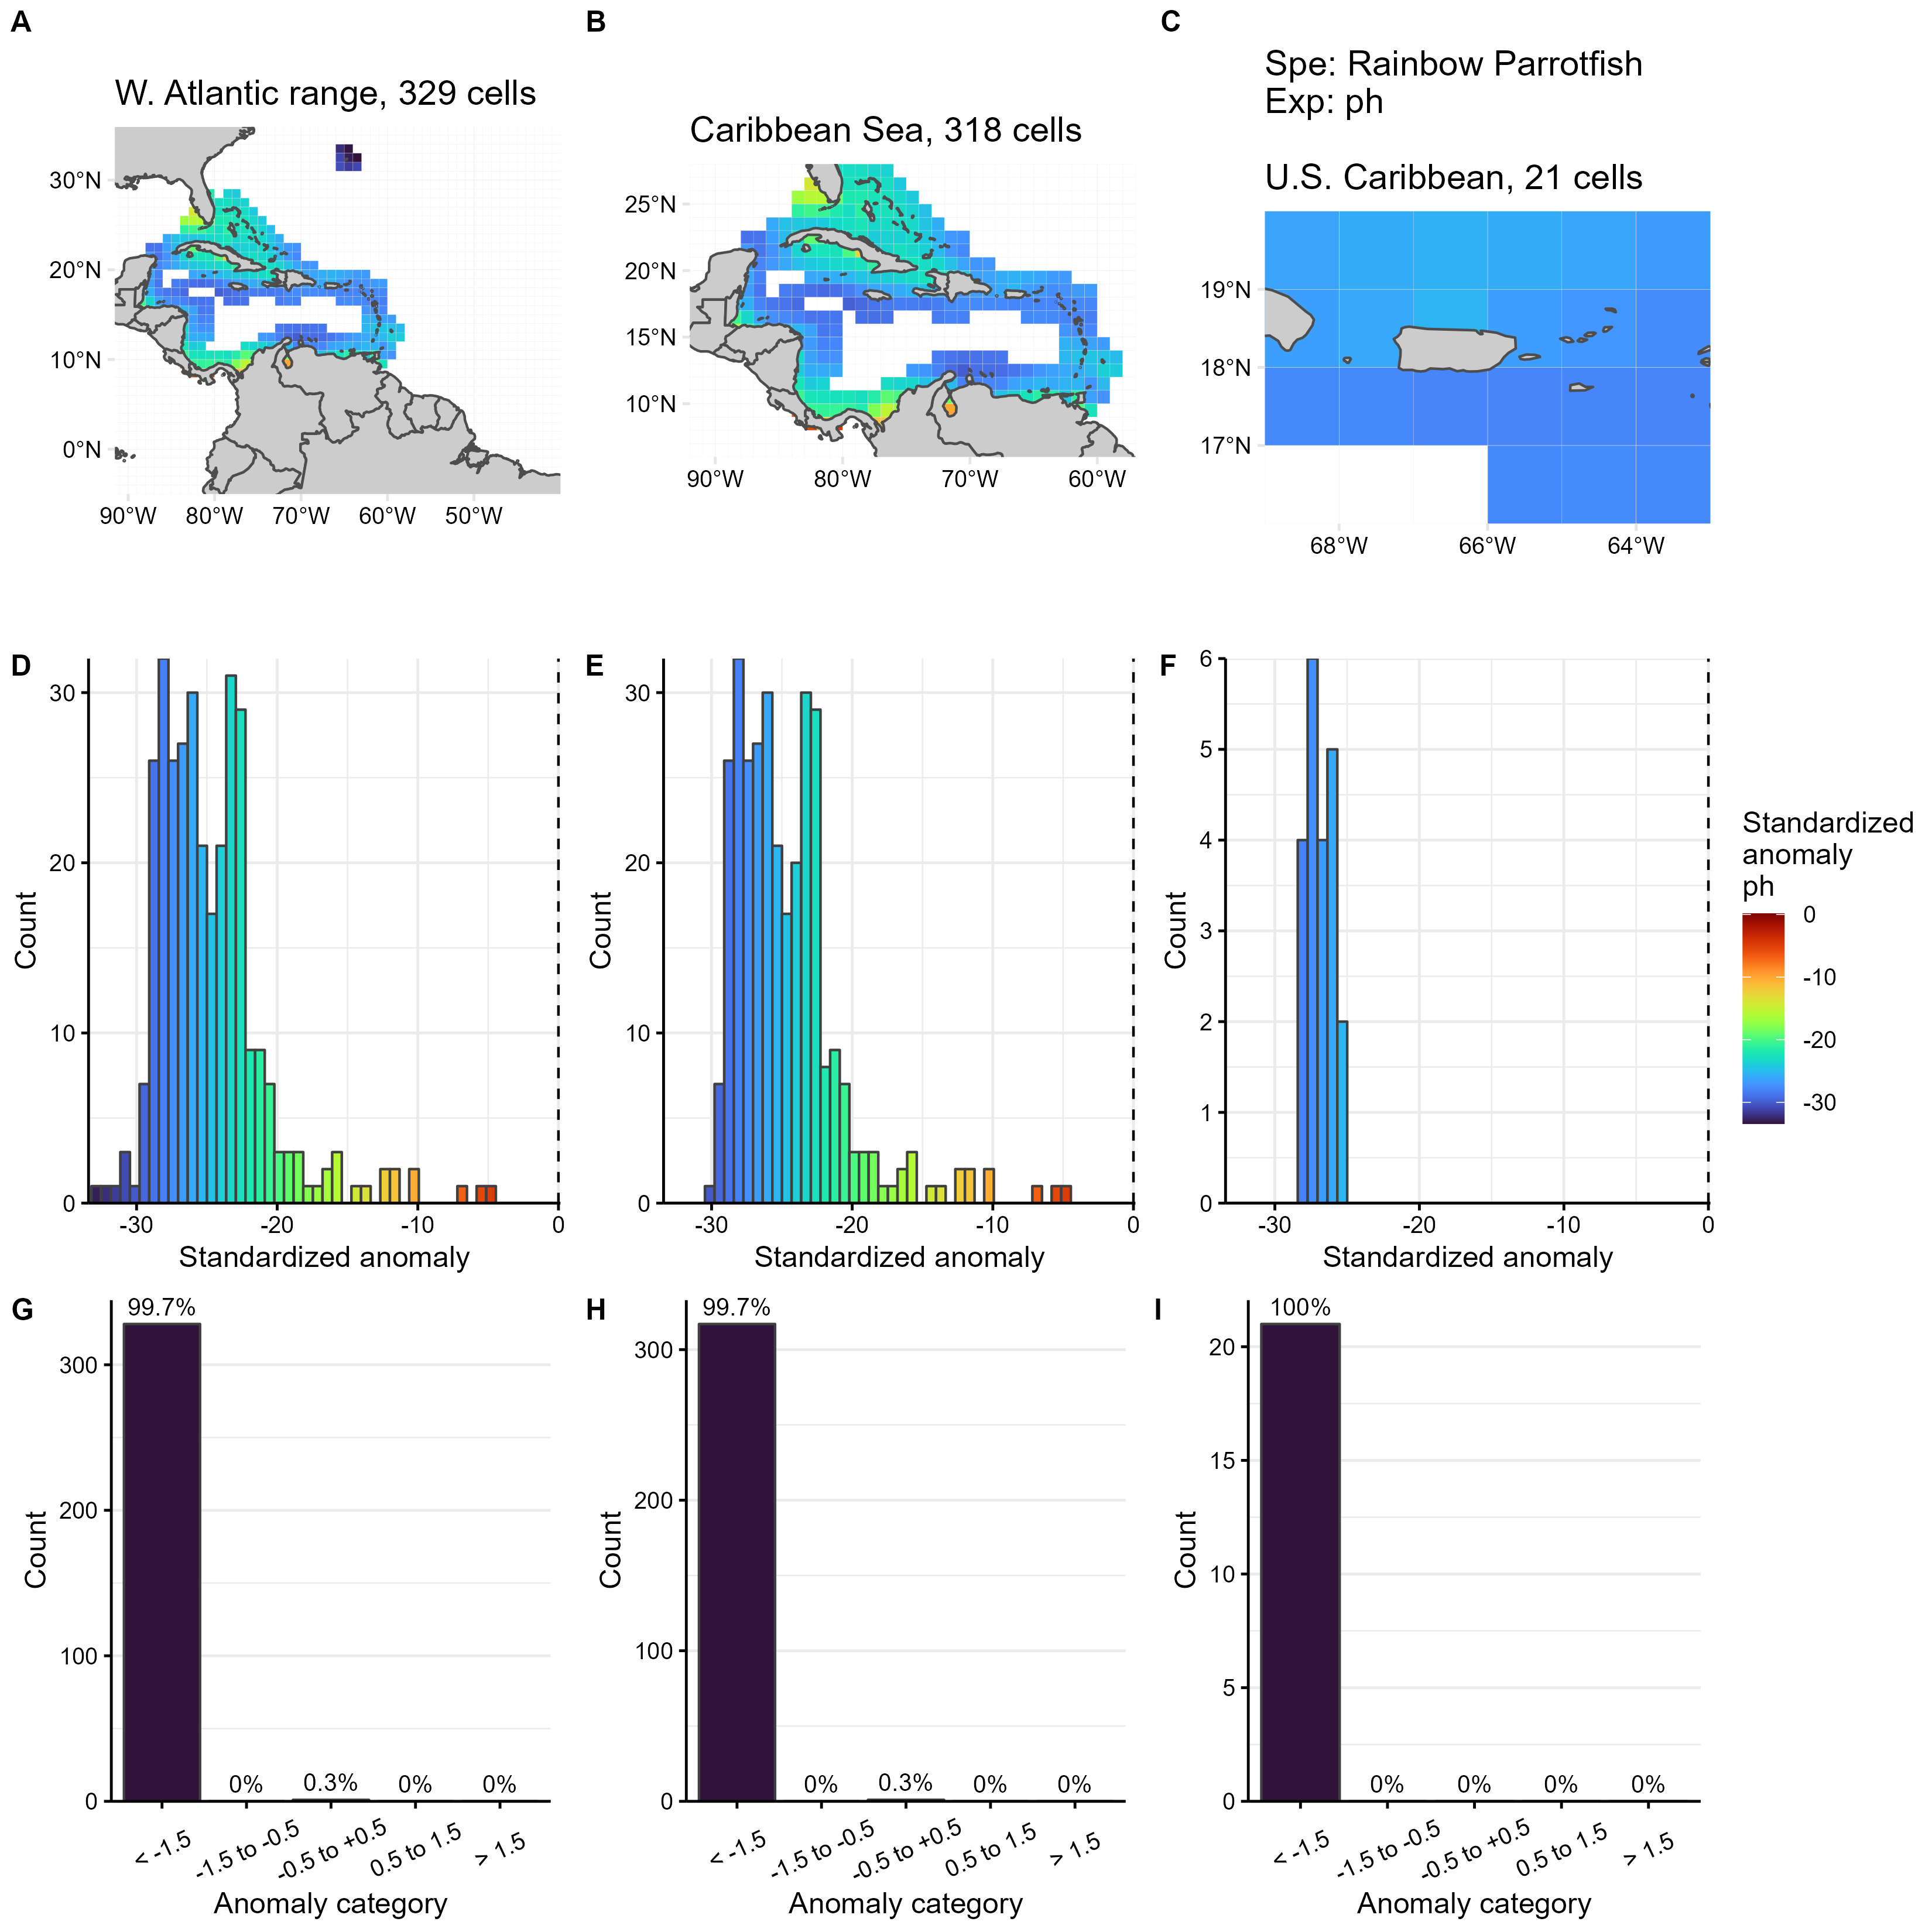 A
B
C
W. Atlantic range, 329 cells
Caribbean Sea, 318 cells
Spe: Rainbow Parrotfish
Exp: ph
U.S. Caribbean, 21 cells
30°N
20°N
10°N
0°N
90°W 80°W 70°W 60°W 50°W
25°N
20°N
15°N
10°N
90°W 80°W 70°W 60°W
19°N
18°N
17°N
68°W 66°W 64°W
D
30
20
10
0
Count
-30 -20 -10 0
Standardized anomaly
E
30
20
10
0
Count
-30 -20 -10 0
Standardized anomaly
F
6
5
4
3
2
1
0
Count
-30 -20 -10 0
Standardized anomaly
Standardized
anomaly
ph
0
-10
-20
-30
G
99.7%
0% 0.3% 0% 0%
300
200
100
0
Count
< -1.5 -1.5 to -0.5 -0.5 to +0.5 0.5 to 1.5 > 1.5
Anomaly category
H
99.7%
0% 0.3% 0% 0%
300
200
100
0
Count
< -1.5 -1.5 to -0.5 -0.5 to +0.5 0.5 to 1.5 > 1.5
Anomaly category
I
100%
0% 0% 0% 0%
20
15
10
5
0
Count
< -1.5 -1.5 to -0.5 -0.5 to +0.5 0.5 to 1.5 > 1.5
Anomaly category